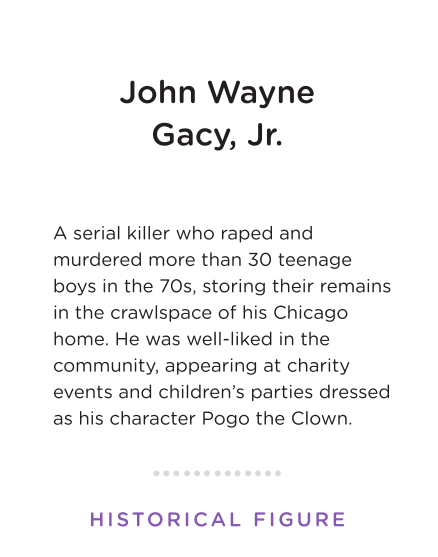 John Wayne
Gacy, Jr.
A serial killer who raped and
murdered more than 30 teenage
boys in the 70s, storing their remains
in the crawlspace of his Chicago
home. He was well-liked in the
community, appearing at charity
events and children’s parties dressed
as his character Pogo the Clown.
HISTORICAL FIGURE